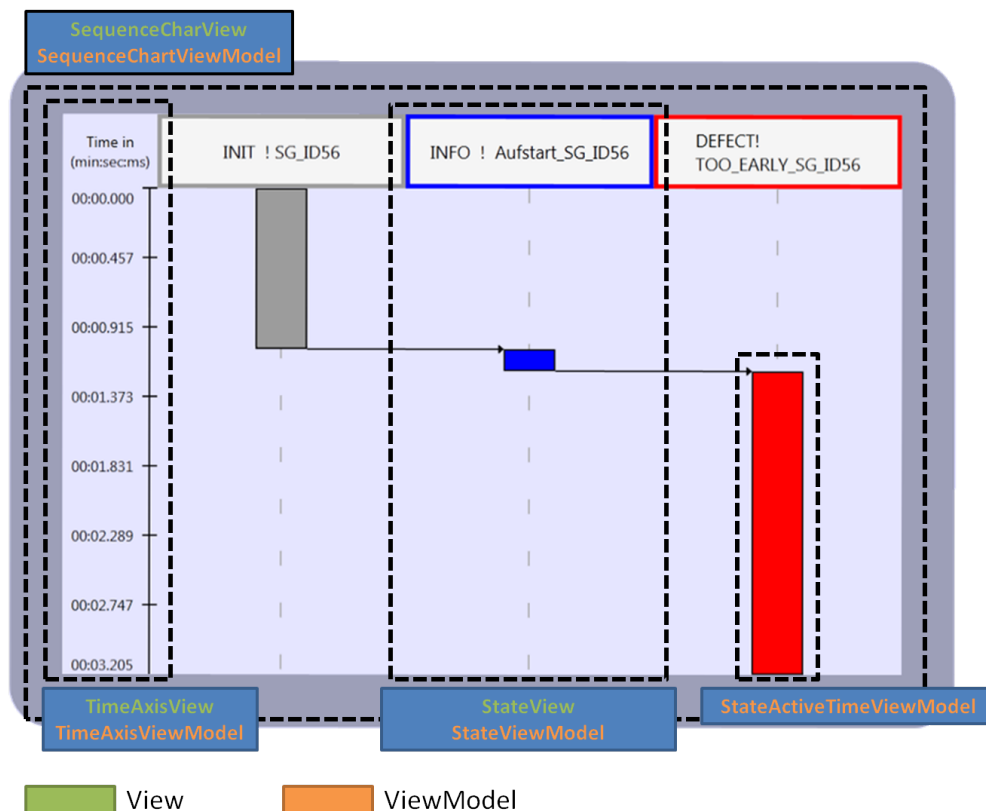 SequenceCharView
SequenceChartViewModel
Time in
(min:sec:ms)
INIT ! SG_ID56
INFO ! Aufstart_SG_ID56
DEFECT!
TOO_EARLY_SG_ID56
00:00.000
00:00.457
00:00.915
00:01.373
00:01.831
00:02.289
00:02.747
00:03.205
TimeAxisView
TimeAxisViewModel
StateView
StateViewModel
StateActiveTimeViewModel
View
ViewModel